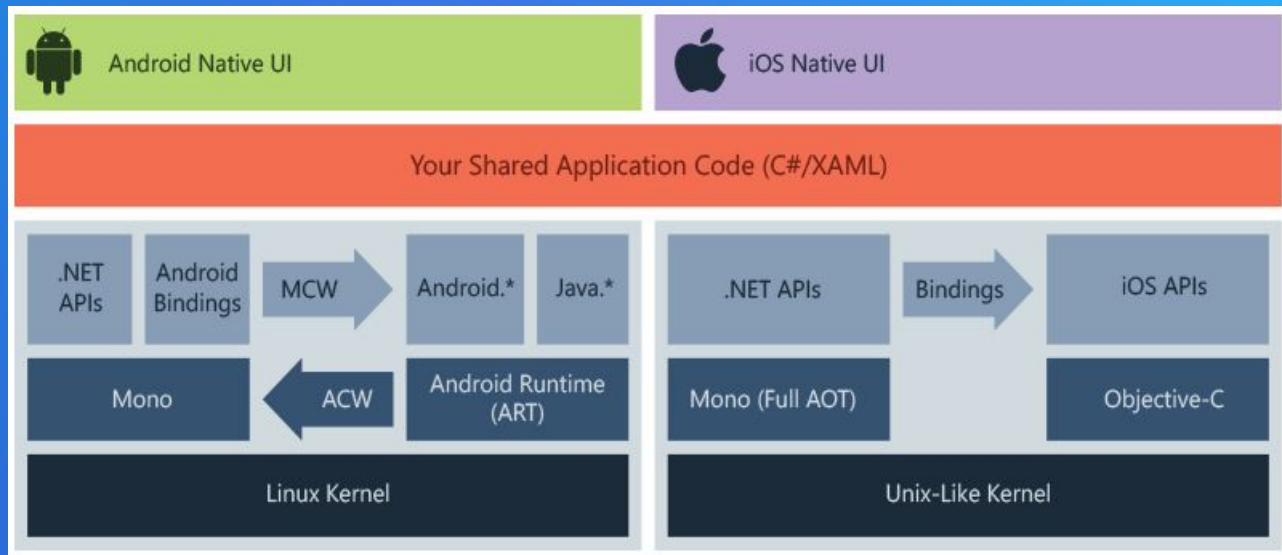 Android Native UI
iOS Native UI
Your Shared Application Code (C#/XAML)
.NET
APIs
Android
Bindings
MCW
Android.*
Java.*
Mono
ACW
Android Runtime
(ART)
Linux Kernel
.NET APIs
Bindings
iOS APIs
Mono (Full AOT)
Objective-C
Unix-Like Kernel